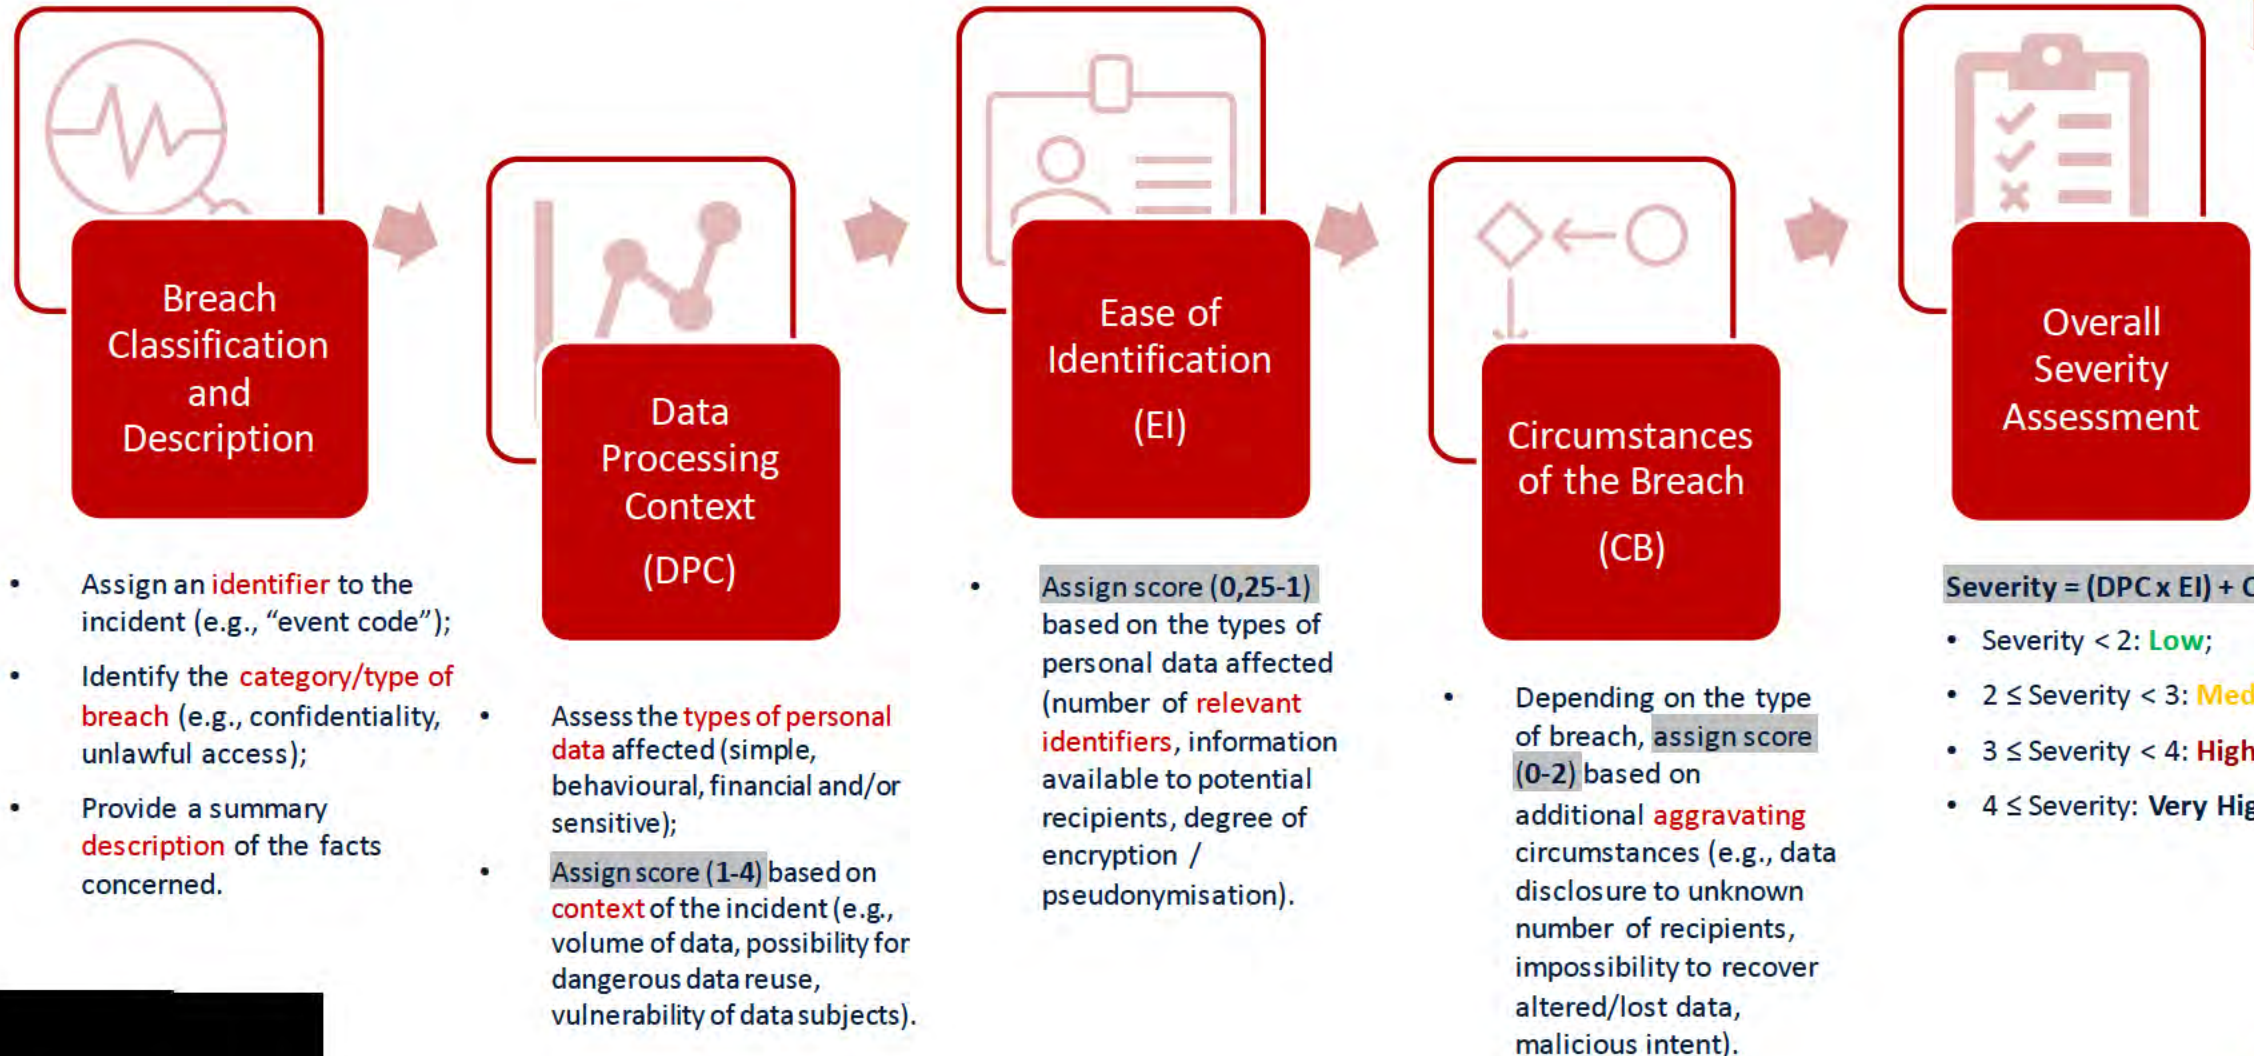 Breach
Classification
and
Description
• Assign an identifier to the
incident (e.g., “event code”);
• Identify the category/type of
breach (e.g., confidentiality,
unlawful access);
• Provide a summary
description of the facts
concerned.
Data
Processing
Context
(DPC)
• Assess the types of personal
data affected (simple,
behavioural, financial and/or
sensitive);
• Assign score (1-4) based on
context of the incident (e.g.,
volume of data, possibility for
dangerous data reuse,
vulnerability of data subjects).
Ease of
Identification
(EI)
• Assign score (0,25-1)
based on the types of
personal data affected
(number of relevant
identifiers, information
available to potential
recipients, degree of
encryption /
pseudonymisation).
Circumstances
of the Breach
(CB)
• Depending on the type
of breach, assign score
(0-2) based on
additional aggravating
circumstances (e.g., data
disclosure to unknown
number of recipients,
impossibility to recover
altered/lost data,
malicious intent).
Overall
Severity
Assessment
Severity = (DPC x EI) +
• Severity < 2: Low;
• 2 ≤ Severity < 3: Med
• 3 ≤ Severity < 4: High
• 4 ≤ Severity: Very Hig